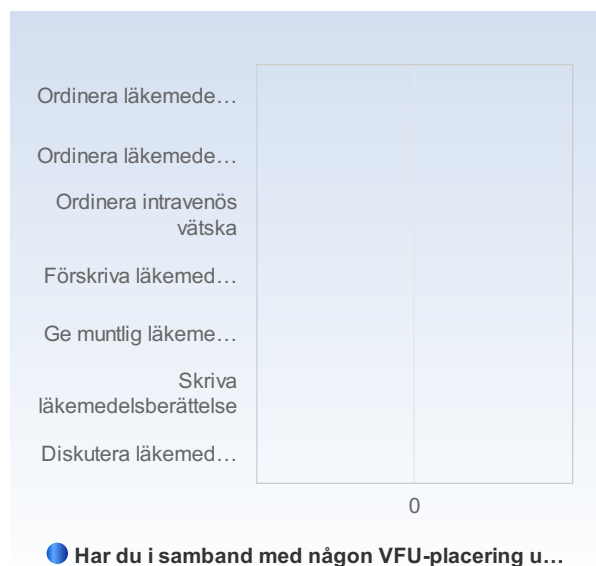 Ordinera läkemede…
Ordinera läkemede…
Ordinera intravenös
vätska
Förskriva läkemed…
Ge muntlig läkeme…
Skriva
läkemedelsberättelse
Diskutera läkemed…
0
Har du i samband med någon VFU-placering u…